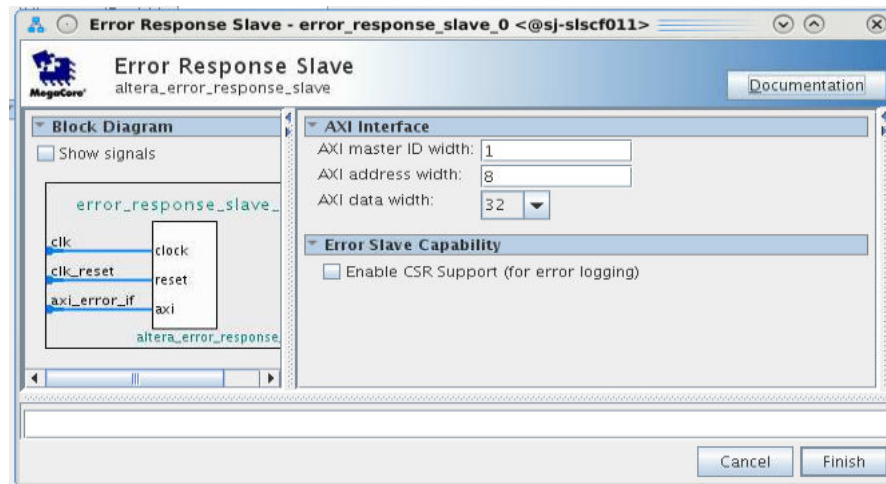 Error Response Slave - error_response_slave_0 <@sj-slscf011>
MegaCore'
Error Response Slave
altera_error_response_slave
Documentation
Block Diagram
Show signals
error_response_slave_
clk
clock
clk_reset
reset
axi_error_if
axi
altera_error_response_
AXI Interface
AXI master ID width: 1
AXI address width: 8
AXI data width: 32
Error Slave Capability
Enable CSR Support (for error logging)
Cancel
Finish